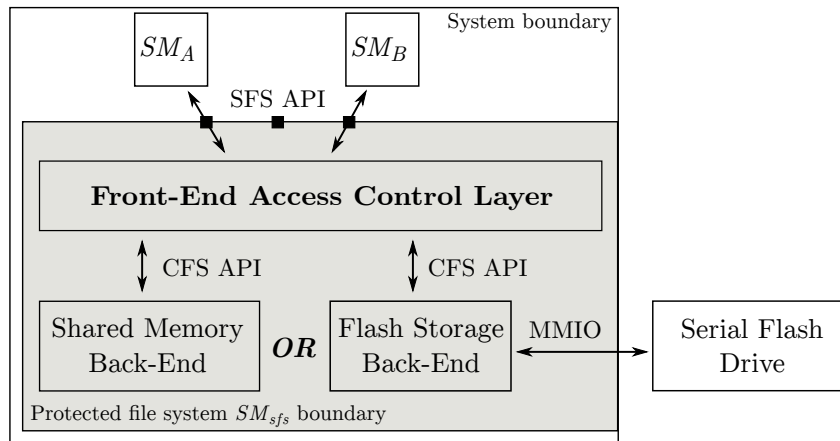 System boundary
SM_A
SM_B
SFS API
Front-End Access Control Layer
CFS API
CFS API
Shared Memory
Back-End
OR
Flash Storage
Back-End
MMIO
Serial Flash
Drive
Protected file system SM_sfs boundary